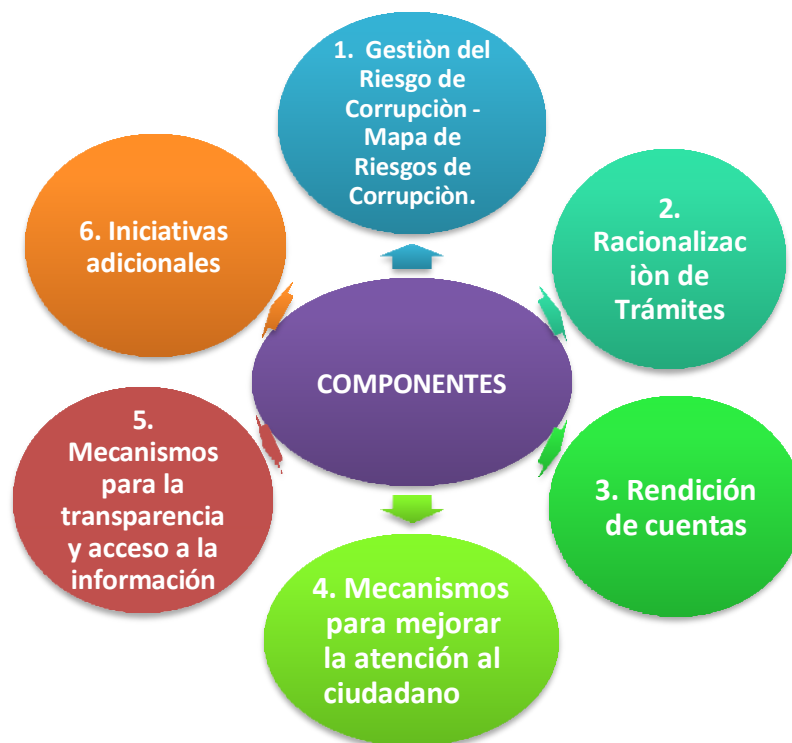 1.  Gestiòn del
Riesgo de
Corrupciòn -
Mapa de
Riesgos de
Corrupciòn.
2.
Racionalizac
iòn de
Trámites
3. Rendición
de cuentas
4. Mecanismos
para mejorar
la atención al
ciudadano
5.
Mecanismos
para la
transparencia
y acceso a la
información
6. Iniciativas
adicionales
COMPONENTES